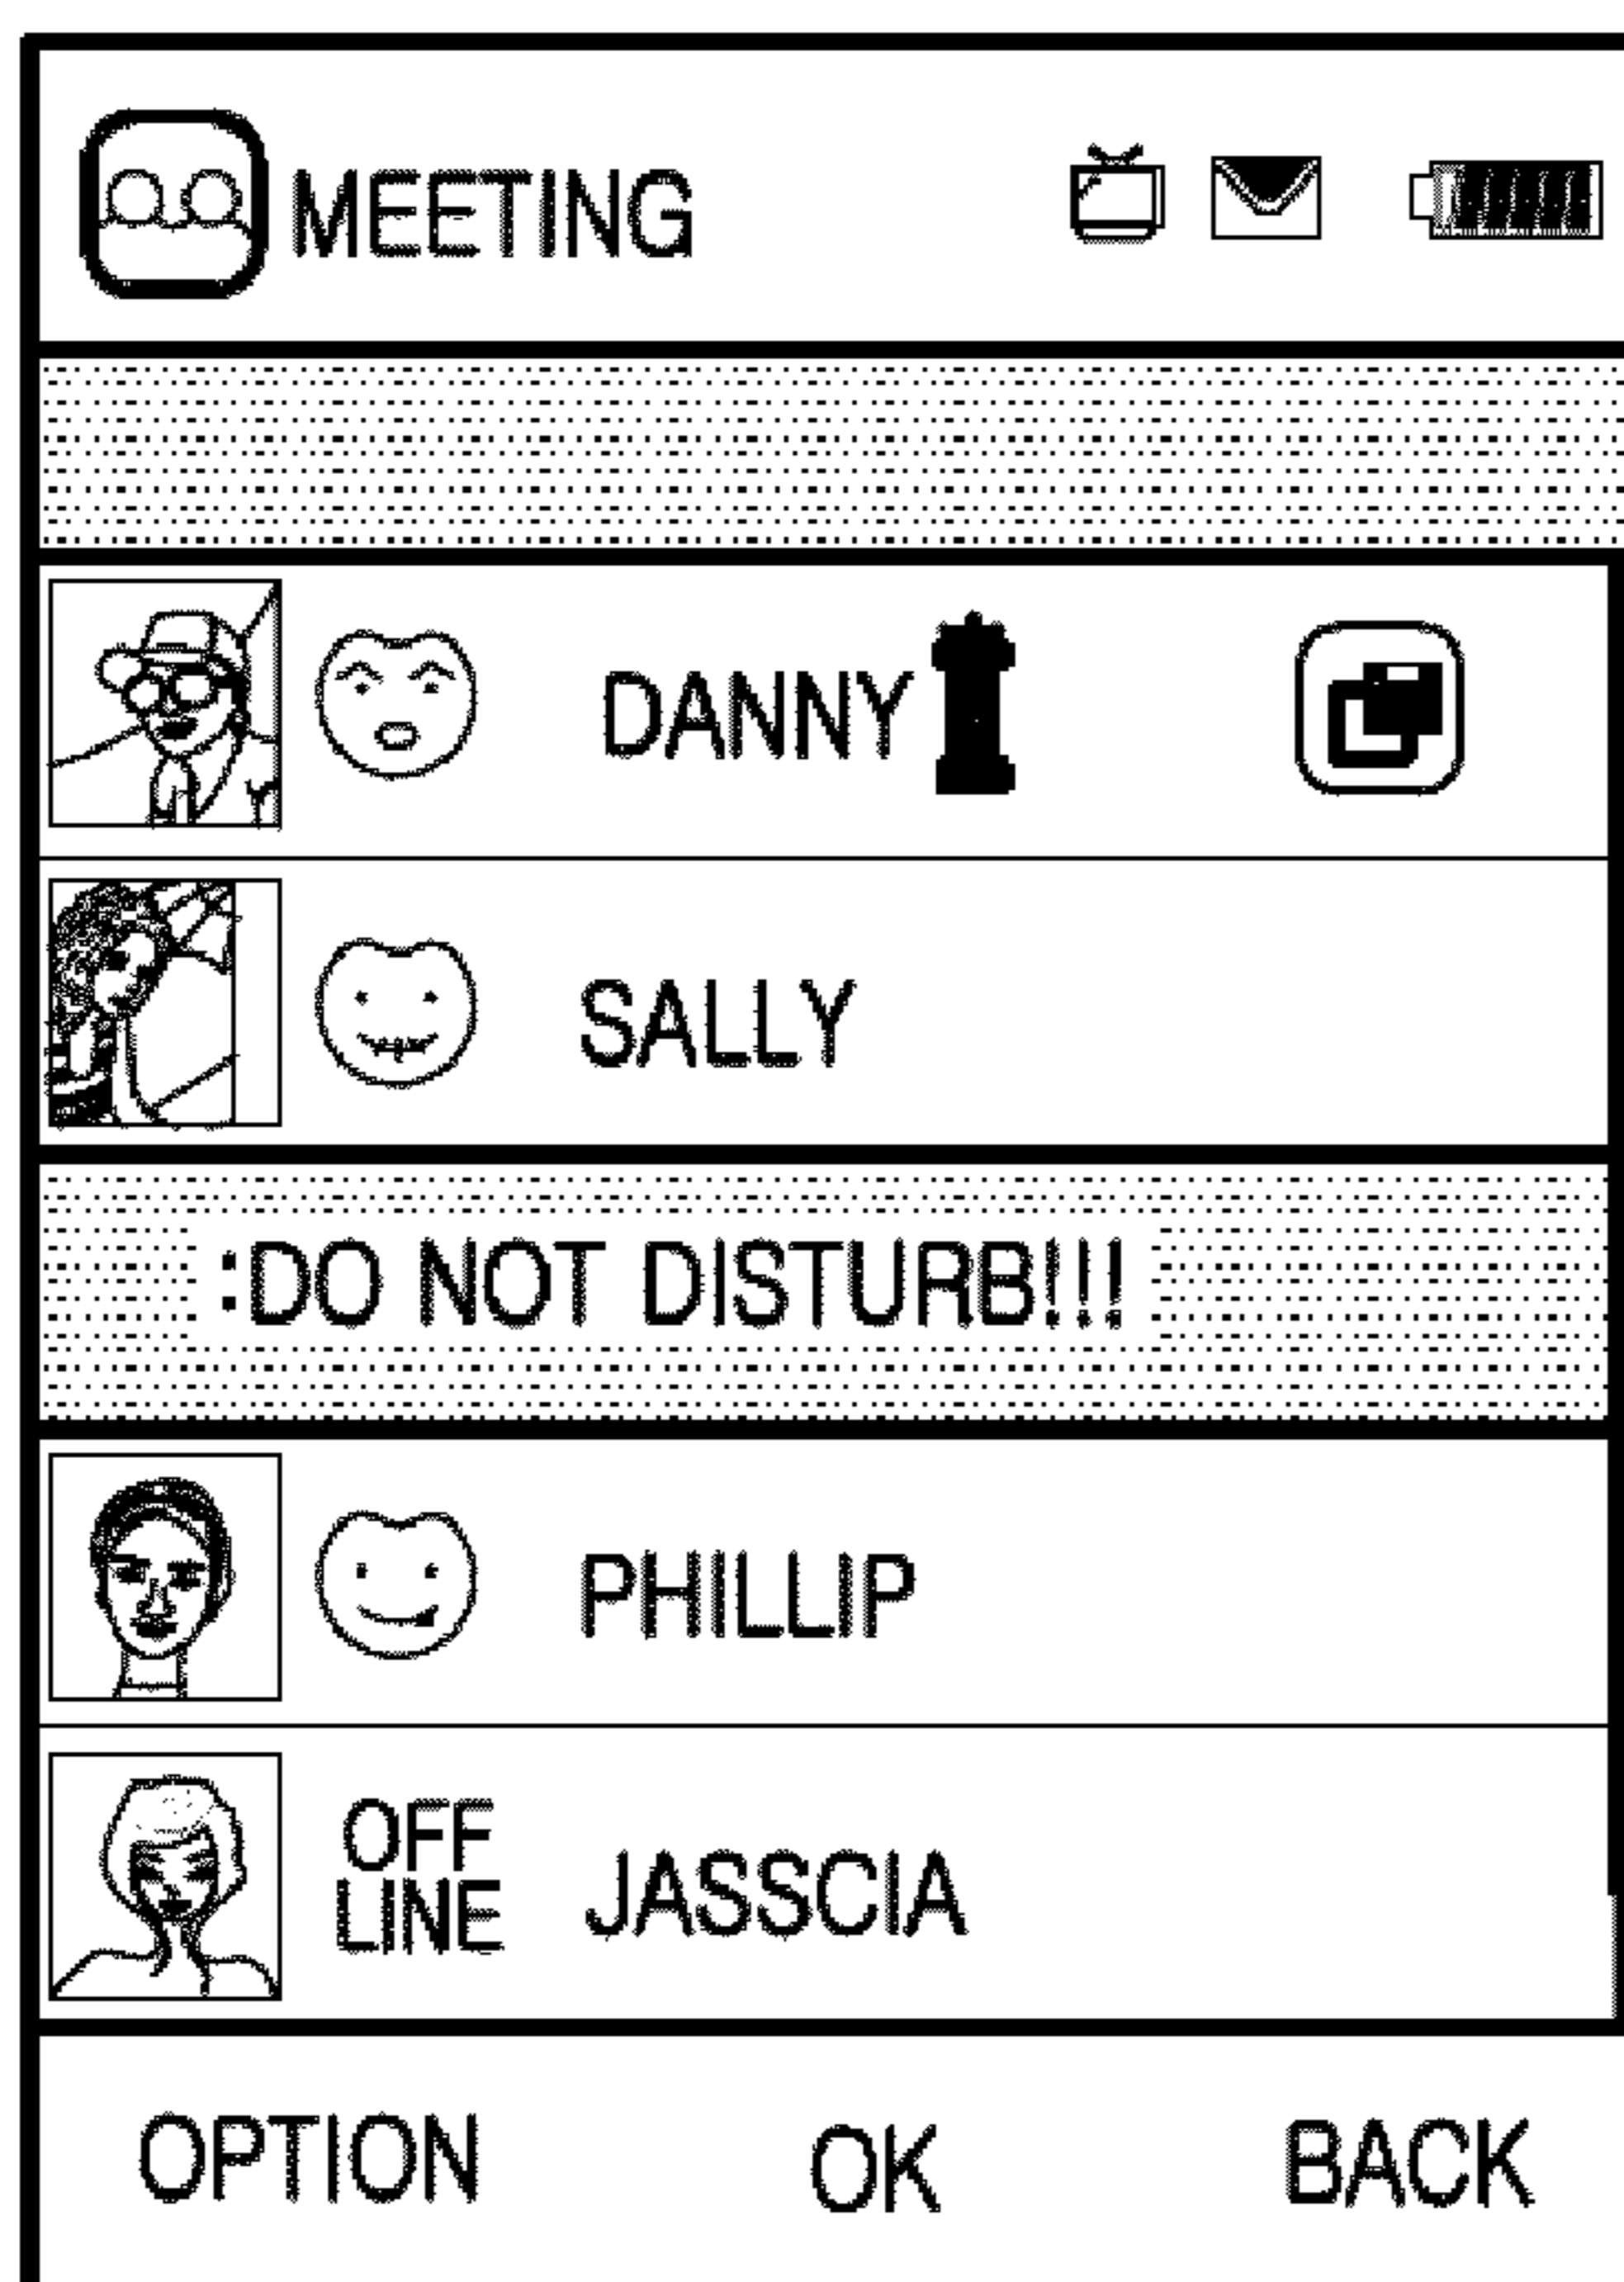 MEETING
DANNY
SALLY
:DO NOT DISTURB!!!
PHILLIP
OFF
LINE
JASSCIA
OPTION OK BACK